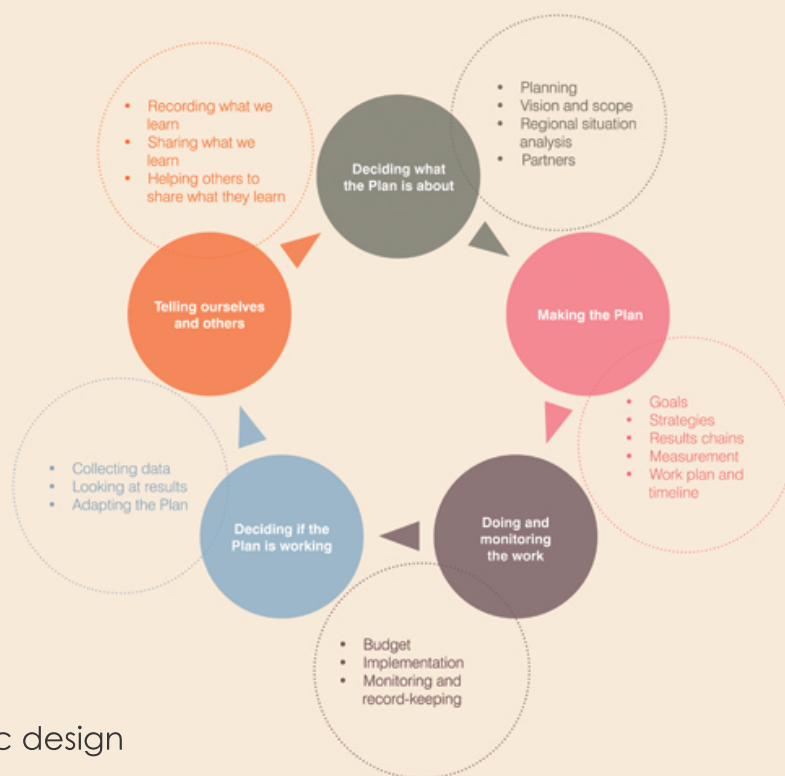 Deciding what
the Plan is about
• Planning
• Vision and scope
• Regional situation
analysis
• Partners
Making the Plan
• Goals
• Strategies
• Results chains
• Measurement
• Work plan and
timeline
Doing and
monitoring
the work
• Budget
• Implementation
• Monitoring and
record-keeping
Deciding if the
Plan is working
• Collecting data
• Looking at results
• Adapting the Plan
Telling ourselves
and others
• Recording what we
learn
• Sharing what we
learn
• Helping others to
share what they learn
c design